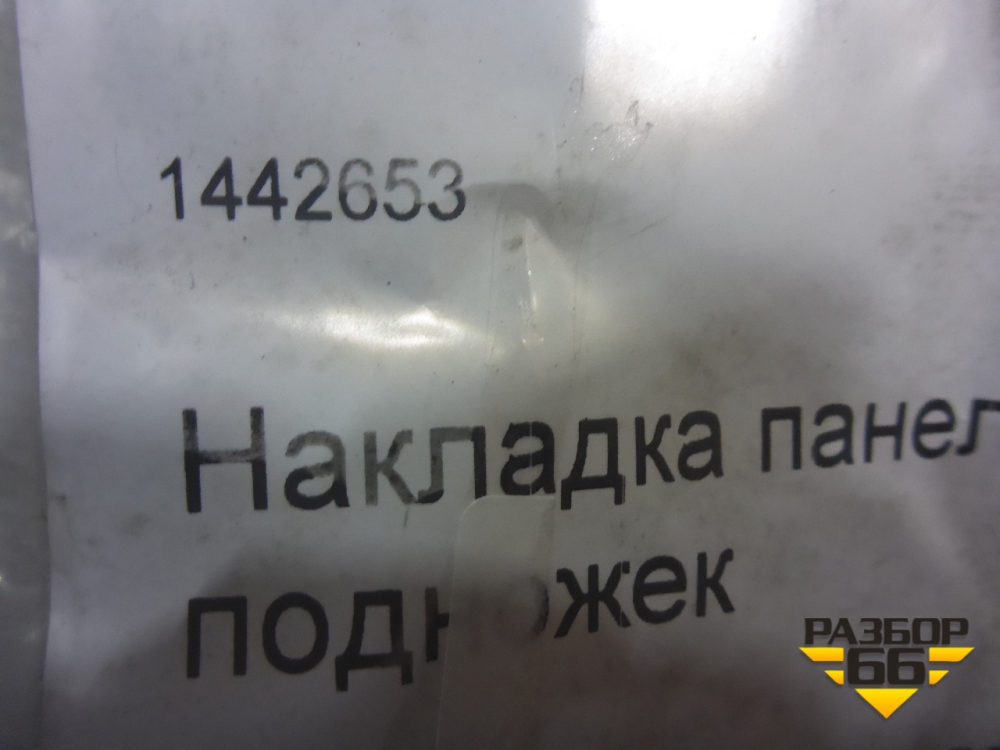 1442653
Накладка панел
подножек
РАЗБОР
66